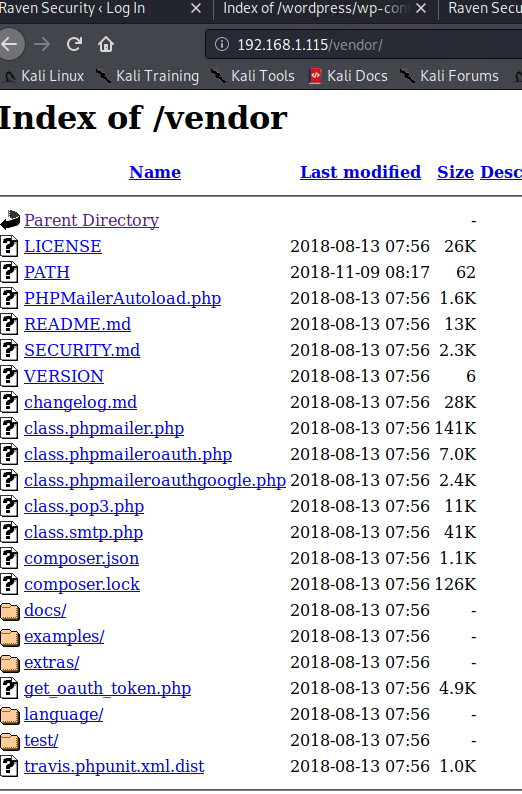 Raven Security ‹ Log In × Index of /wordpress/wp-con × Raven Secu
192.168.1.115/vendor/
Kali Linux Kali Training Kali Tools Kali Docs Kali Forums
Index of /vendor
Name Last modified Size Desc
Parent Directory -
LICENSE 2018-08-13 07:56 26K
PATH 2018-11-09 08:17 62
PHPMailerAutoload.php 2018-08-13 07:56 1.6K
README.md 2018-08-13 07:56 13K
SECURITY.md 2018-08-13 07:56 2.3K
VERSION 2018-08-13 07:56 6
changelog.md 2018-08-13 07:56 28K
class.phpmailer.php 2018-08-13 07:56 141K
class.phpmaileroauth.php 2018-08-13 07:56 7.0K
class.phpmaileroauthgoogle.php 2018-08-13 07:56 2.4K
class.pop3.php 2018-08-13 07:56 11K
class.smtp.php 2018-08-13 07:56 41K
composer.json 2018-08-13 07:56 1.1K
composer.lock 2018-08-13 07:56 126K
docs/ 2018-08-13 07:56 -
examples/ 2018-08-13 07:56 -
extras/ 2018-08-13 07:56 -
get_oauth_token.php 2018-08-13 07:56 4.9K
language/ 2018-08-13 07:56 -
test/ 2018-08-13 07:56 -
travis.phpunit.xml.dist 2018-08-13 07:56 1.0K